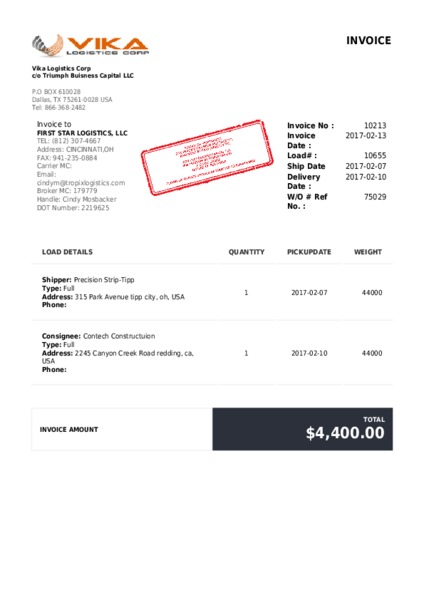 VIKA
LOGISTICS CORP
INVOICE
Vika Logistics Corp
c/o Triumph Buisness Capital LLC
P.O BOX 610028
Dallas, TX 75261-0028 USA
Tel: 866-368-2482
Invoice to
FIRST STAR LOGISTICS, LLC
TEL: (812) 307-4667
Address: CINCINNATI,OH
FAX: 941-235-0884
Carrier MC:
Email:
cindym@tropixlogistics.com
Broker MC: 179779
Handle: Cindy Mosbacker
DOT Number: 2219625
Invoice No : 10213
Invoice Date : 2017-02-13
Load# : 10655
Ship Date 2017-02-07
Delivery Date : 2017-02-10
W/O # Ref No. : 75029
LOAD DETAILS QUANTITY PICKUPDATE WEIGHT
Shipper: Precision Strip-Tipp
Type: Full
Address: 315 Park Avenue tipp city, oh, USA
Phone:
1 2017-02-07 44000
Consignee: Contech Constructuion
Type: Full
Address: 2245 Canyon Creek Road redding, ca,
USA
Phone:
1 2017-02-10 44000
INVOICE AMOUNT
TOTAL
$4,400.00